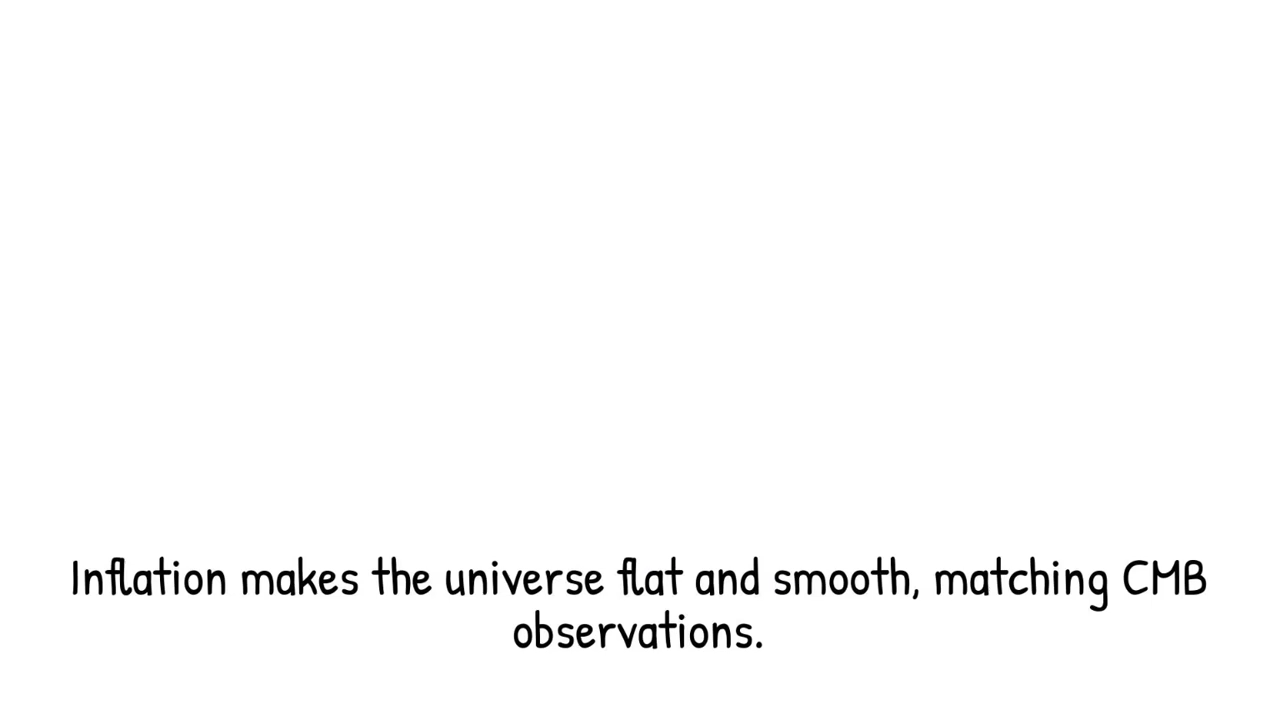 Inflation makes the universe flat and smooth, matching CMB
observations.